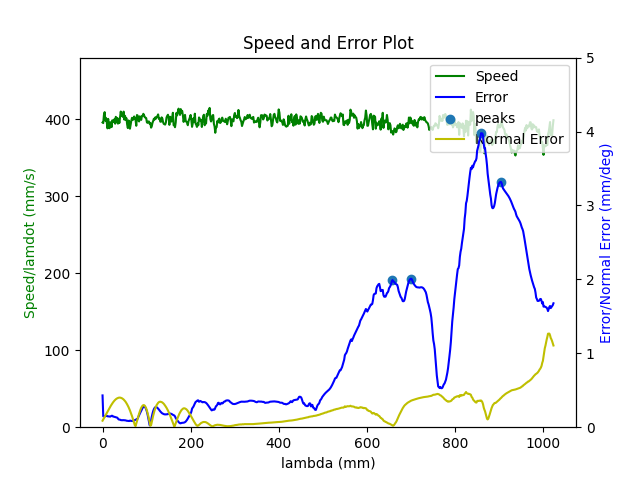 Speed and Error Plot
Speed
Error
peaks
Normal Error
Speed/lamdot (mm/s)
400
300
200
100
0
5
4
3
2
1
0
Error/Normal Error (mm/deg)
0 200 400 600 800 1000
lambda (mm)